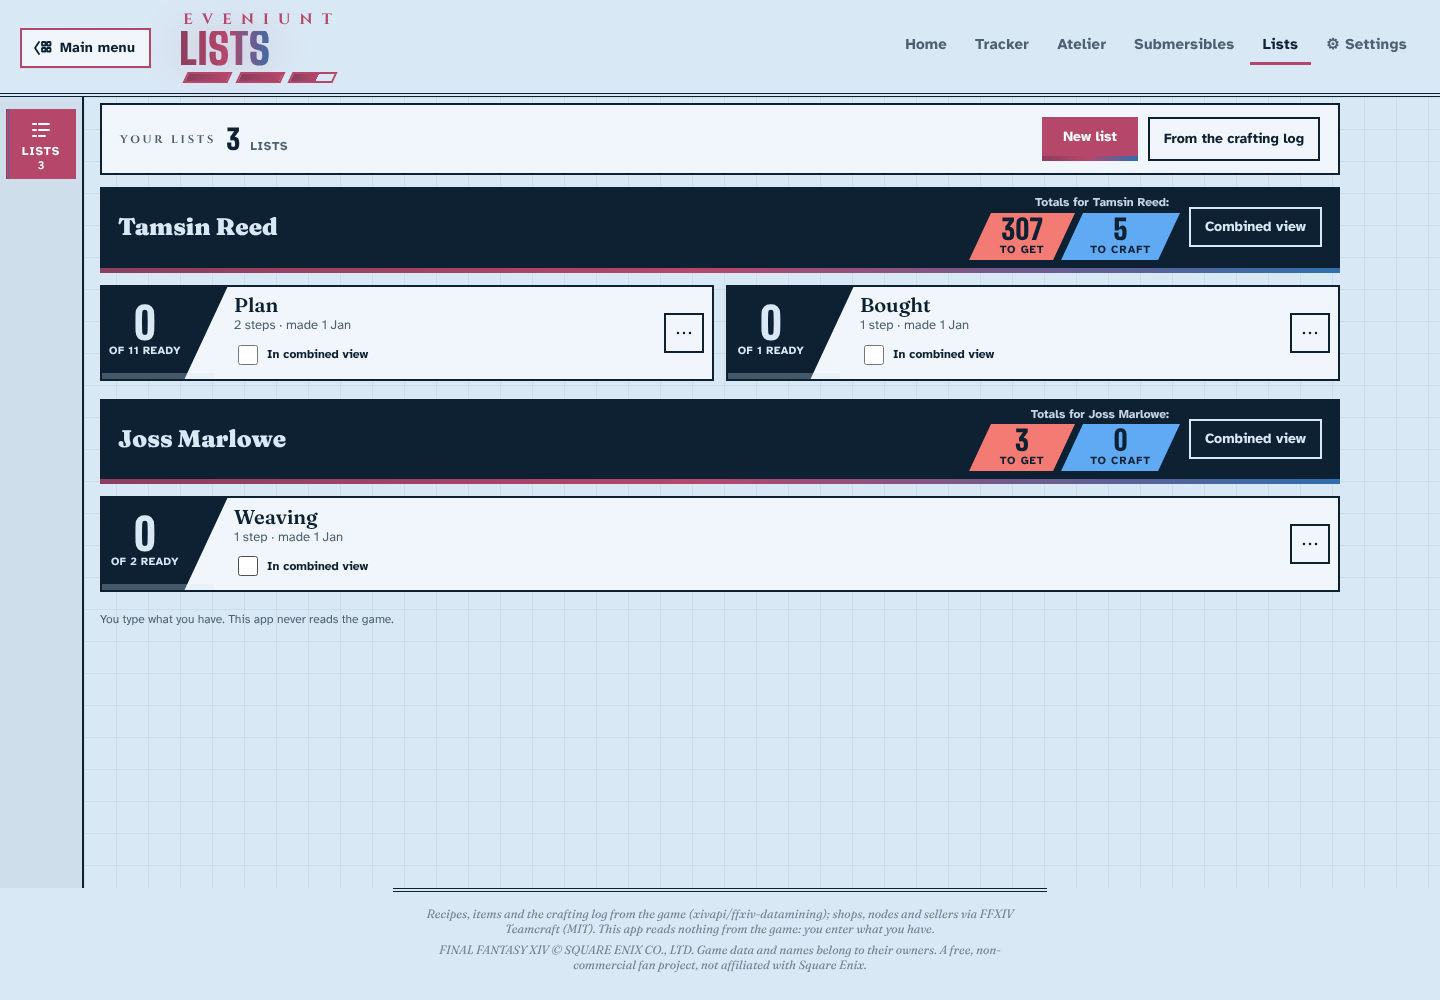 Main menu
EVENIUNT
LISTS
Home
Tracker
Atelier
Submersibles
Lists
⚙ Settings
LISTS
3
YOUR LISTS 3 LISTS
New list
From the crafting log
Tamsin Reed
Totals for Tamsin Reed:
307
TO GET
5
TO CRAFT
Combined view
0
OF 11 READY
Plan
2 steps · made 1 Jan
In combined view
...
0
OF 1 READY
Bought
1 step · made 1 Jan
In combined view
...
Joss Marlowe
Totals for Joss Marlowe:
3
TO GET
0
TO CRAFT
Combined view
0
OF 2 READY
Weaving
1 step · made 1 Jan
In combined view
...
You type what you have. This app never reads the game.
Recipes, items and the crafting log from the game (xivapi/ffxiv-datamining); shops, nodes and sellers via FFXIV
Teamcraft (MIT). This app reads nothing from the game: you enter what you have.
FINAL FANTASY XIV © SQUARE ENIX CO., LTD. Game data and names belong to their owners. A free, non-
commercial fan project, not affiliated with Square Enix.